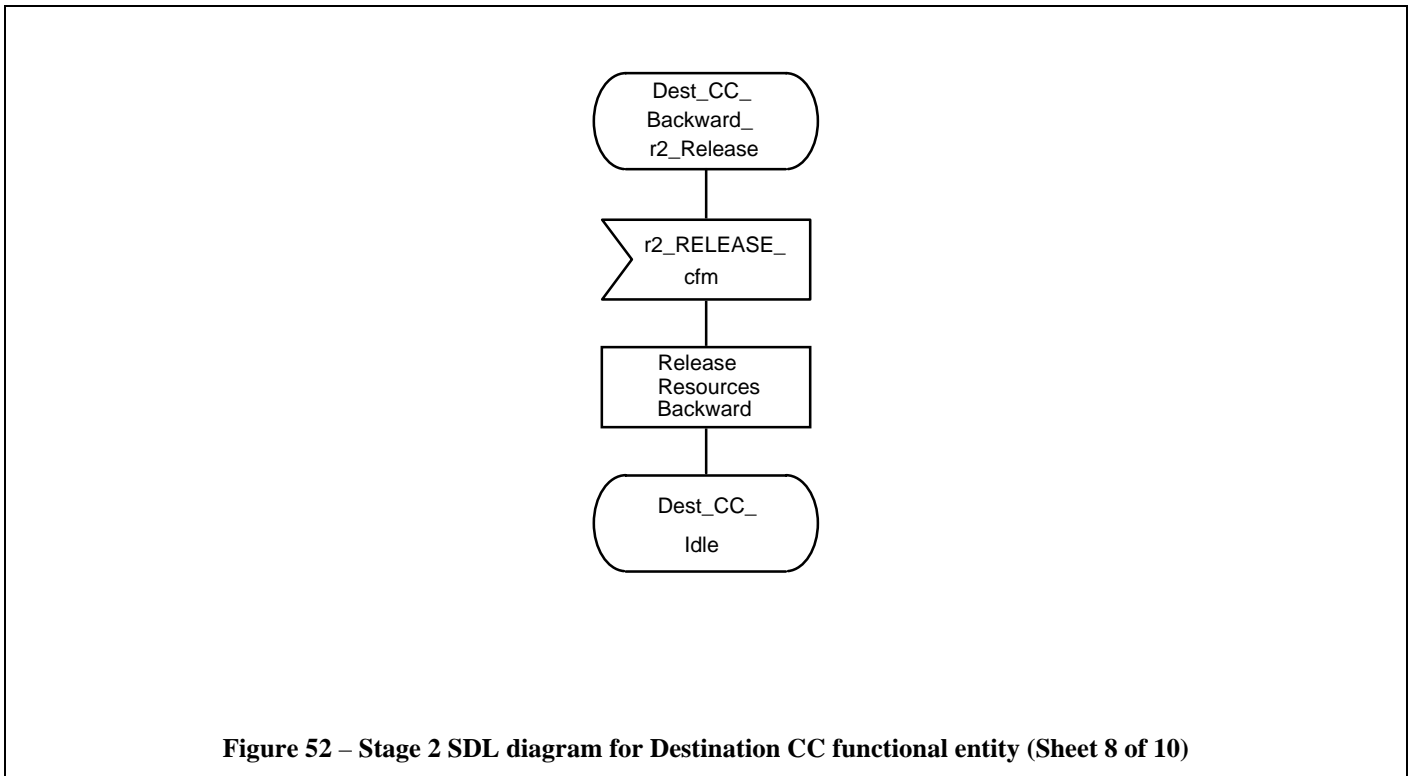 Dest_CC_
Backward_
r2_Release
r2_RELEASE_
cfm
Release
Resources
Backward
Dest_CC_
Idle
Figure 52 – Stage 2 SDL diagram for Destination CC functional entity (Sheet 8 of 10)